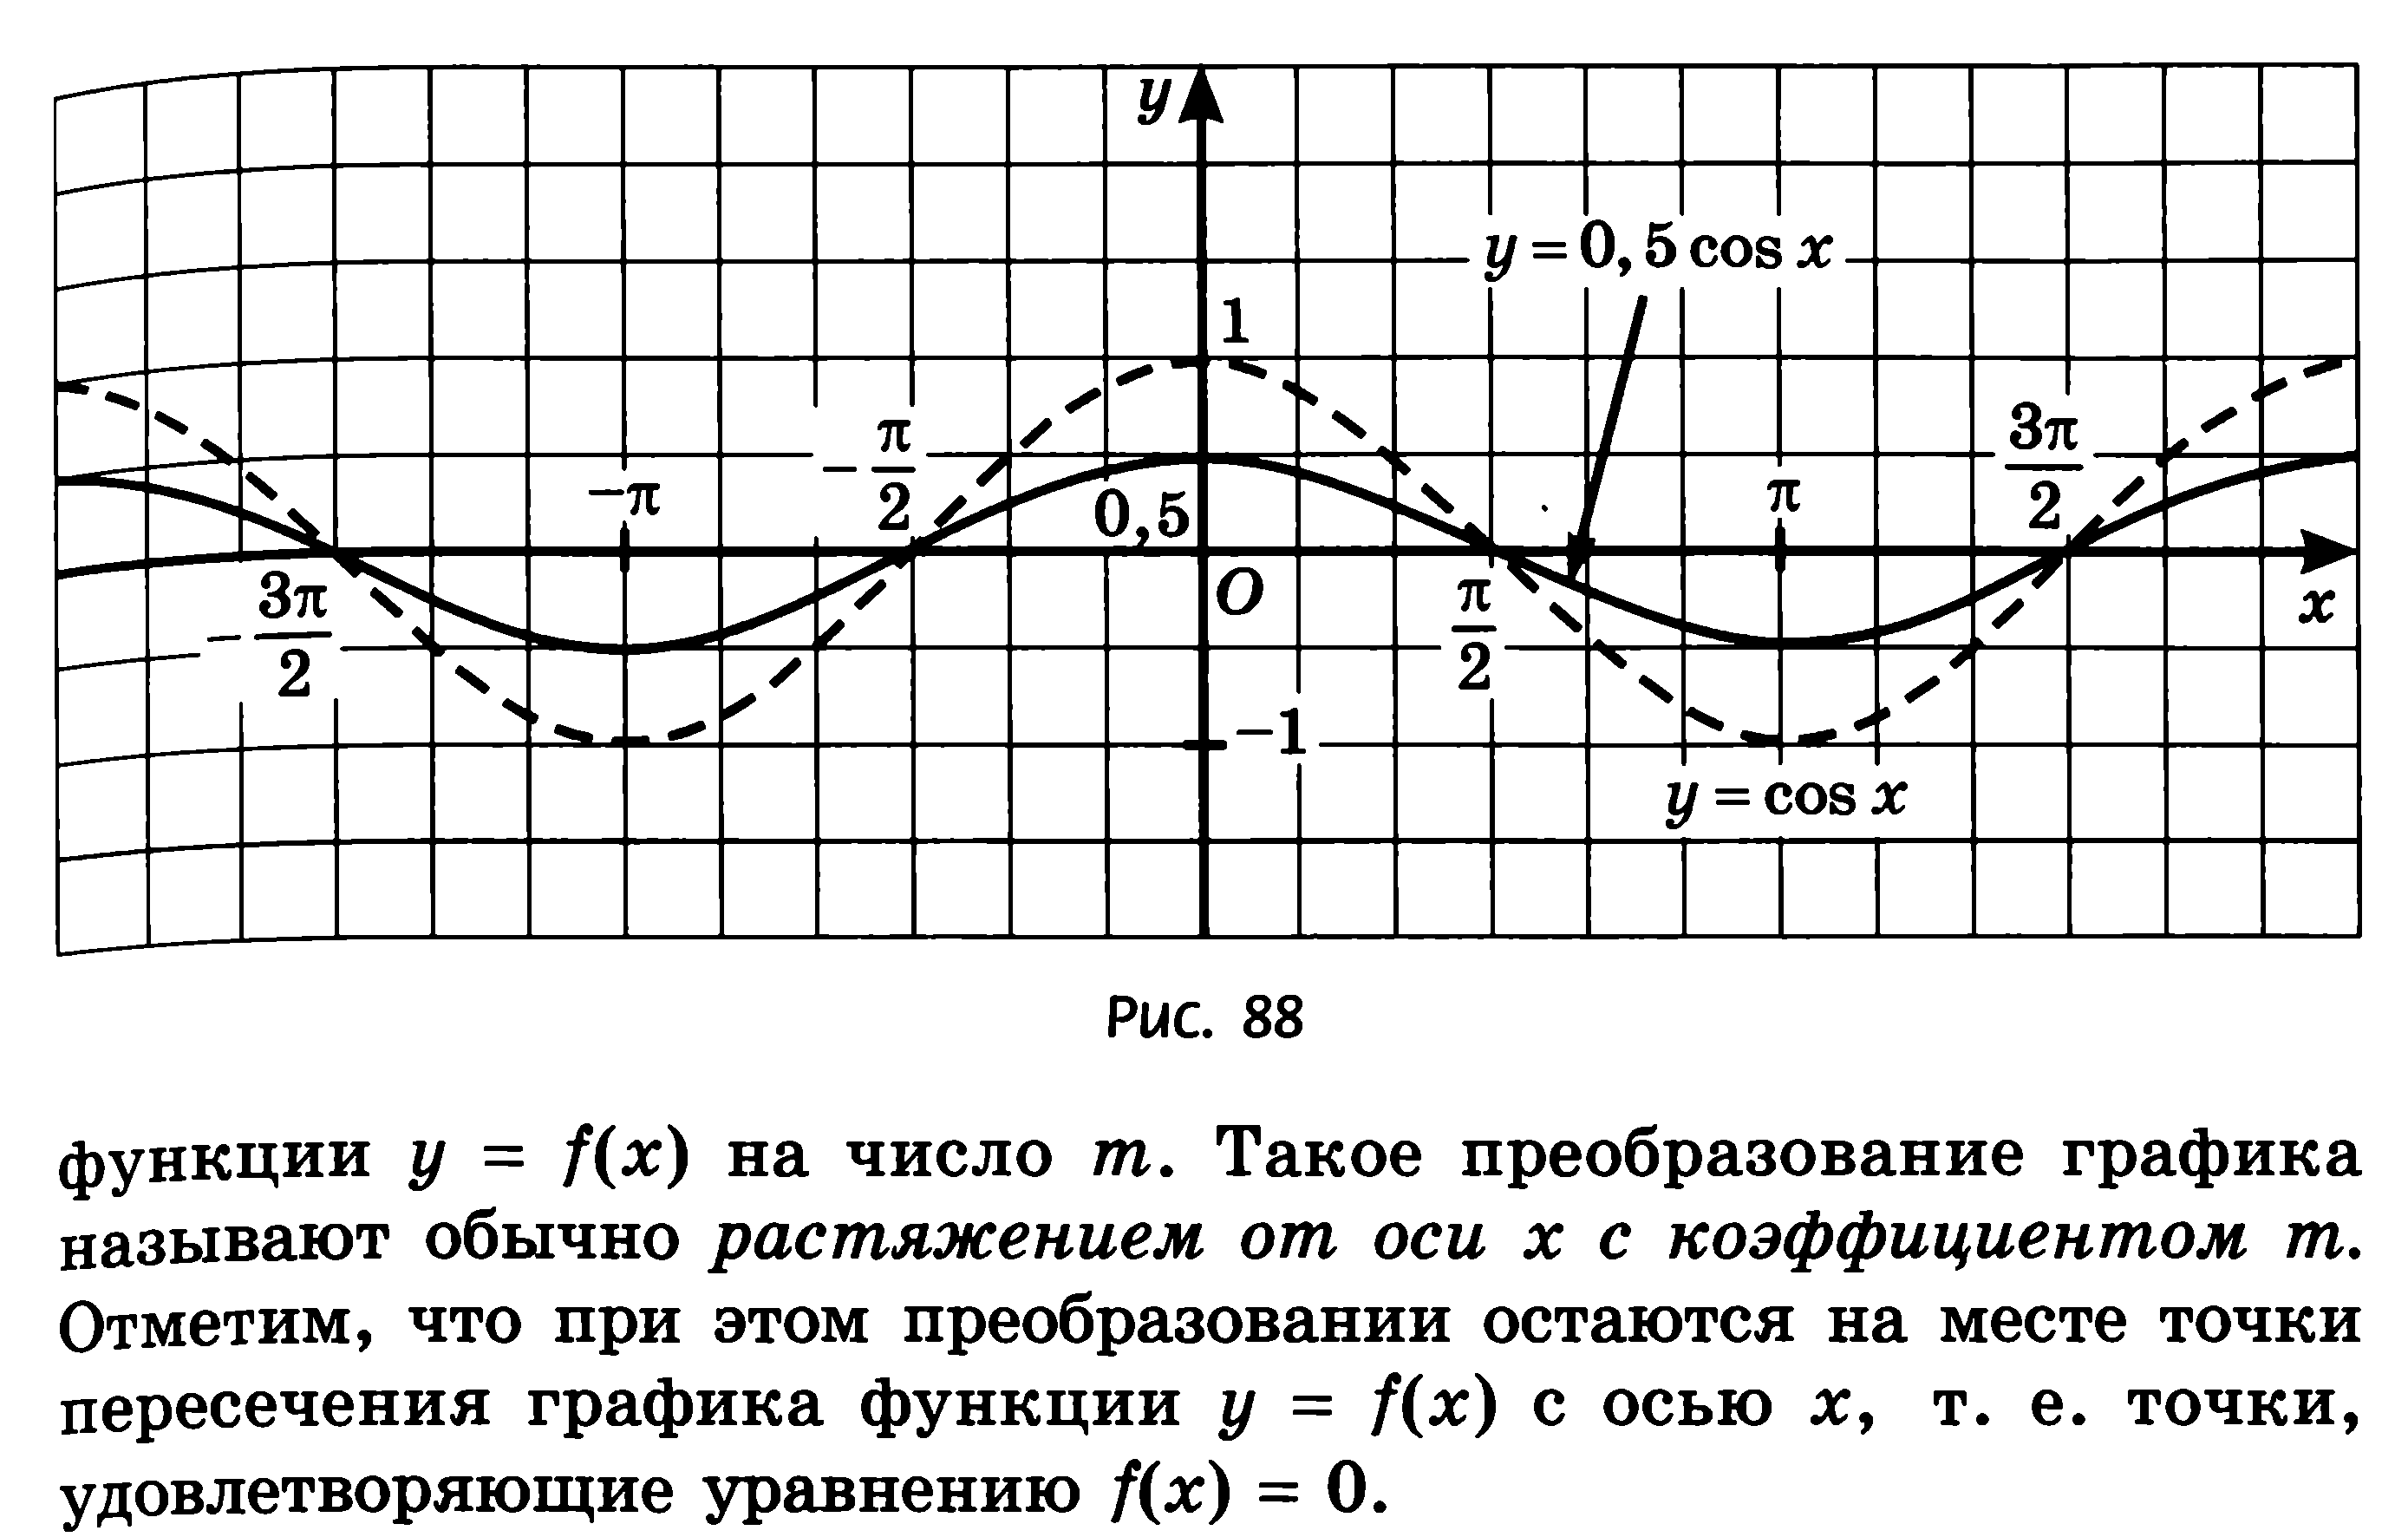 y
y = 0,5 cos x
1
−π/2
−π
0,5
π
3π/2
O
x
−3π/2
π/2
−1
y = cos x
Рис. 88
функции y = f(x) на число m. Такое преобразование графика
называют обычно растяжением от оси x с коэффициентом m.
Отметим, что при этом преобразовании остаются на месте точки
пересечения графика функции y = f(x) с осью x, т. е. точки,
удовлетворяющие уравнению f(x) = 0.